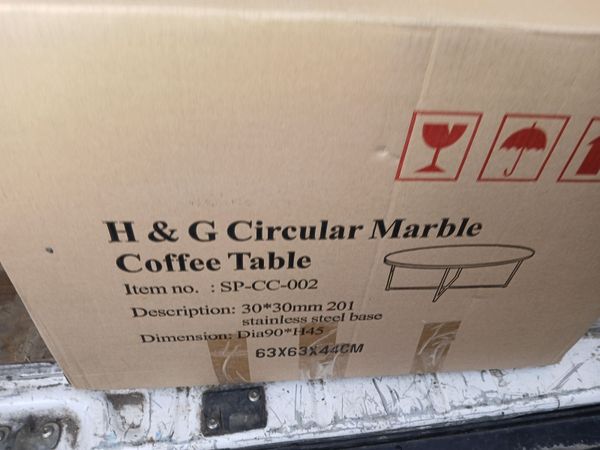 H & G Circular Marble
Coffee Table
Item no. : SP-CC-002
Description: 30*30mm 201
stainless steel base
Dimension: Dia90*H45
63X63X44CM